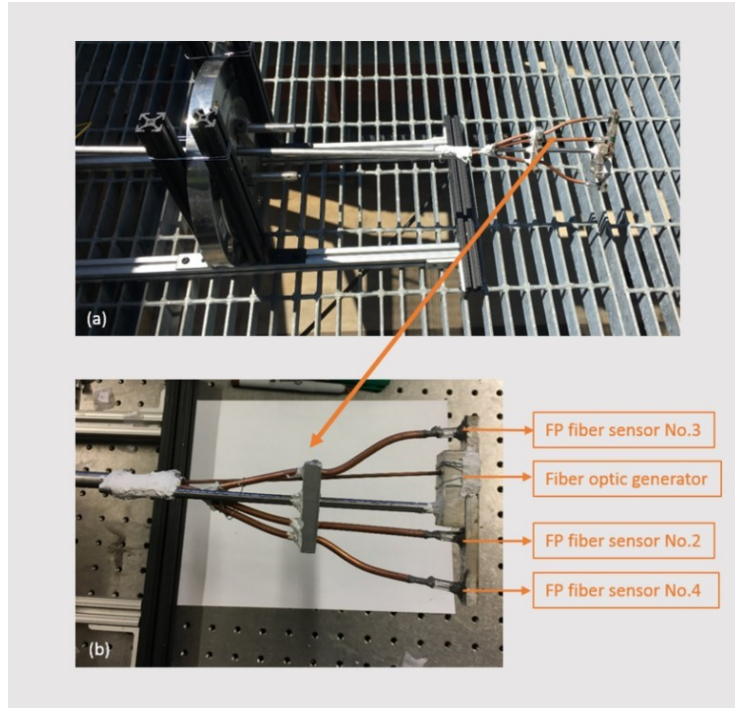 (a)
FP fiber sensor No.3
Fiber optic generator
FP fiber sensor No.2
FP fiber sensor No.4
(b)